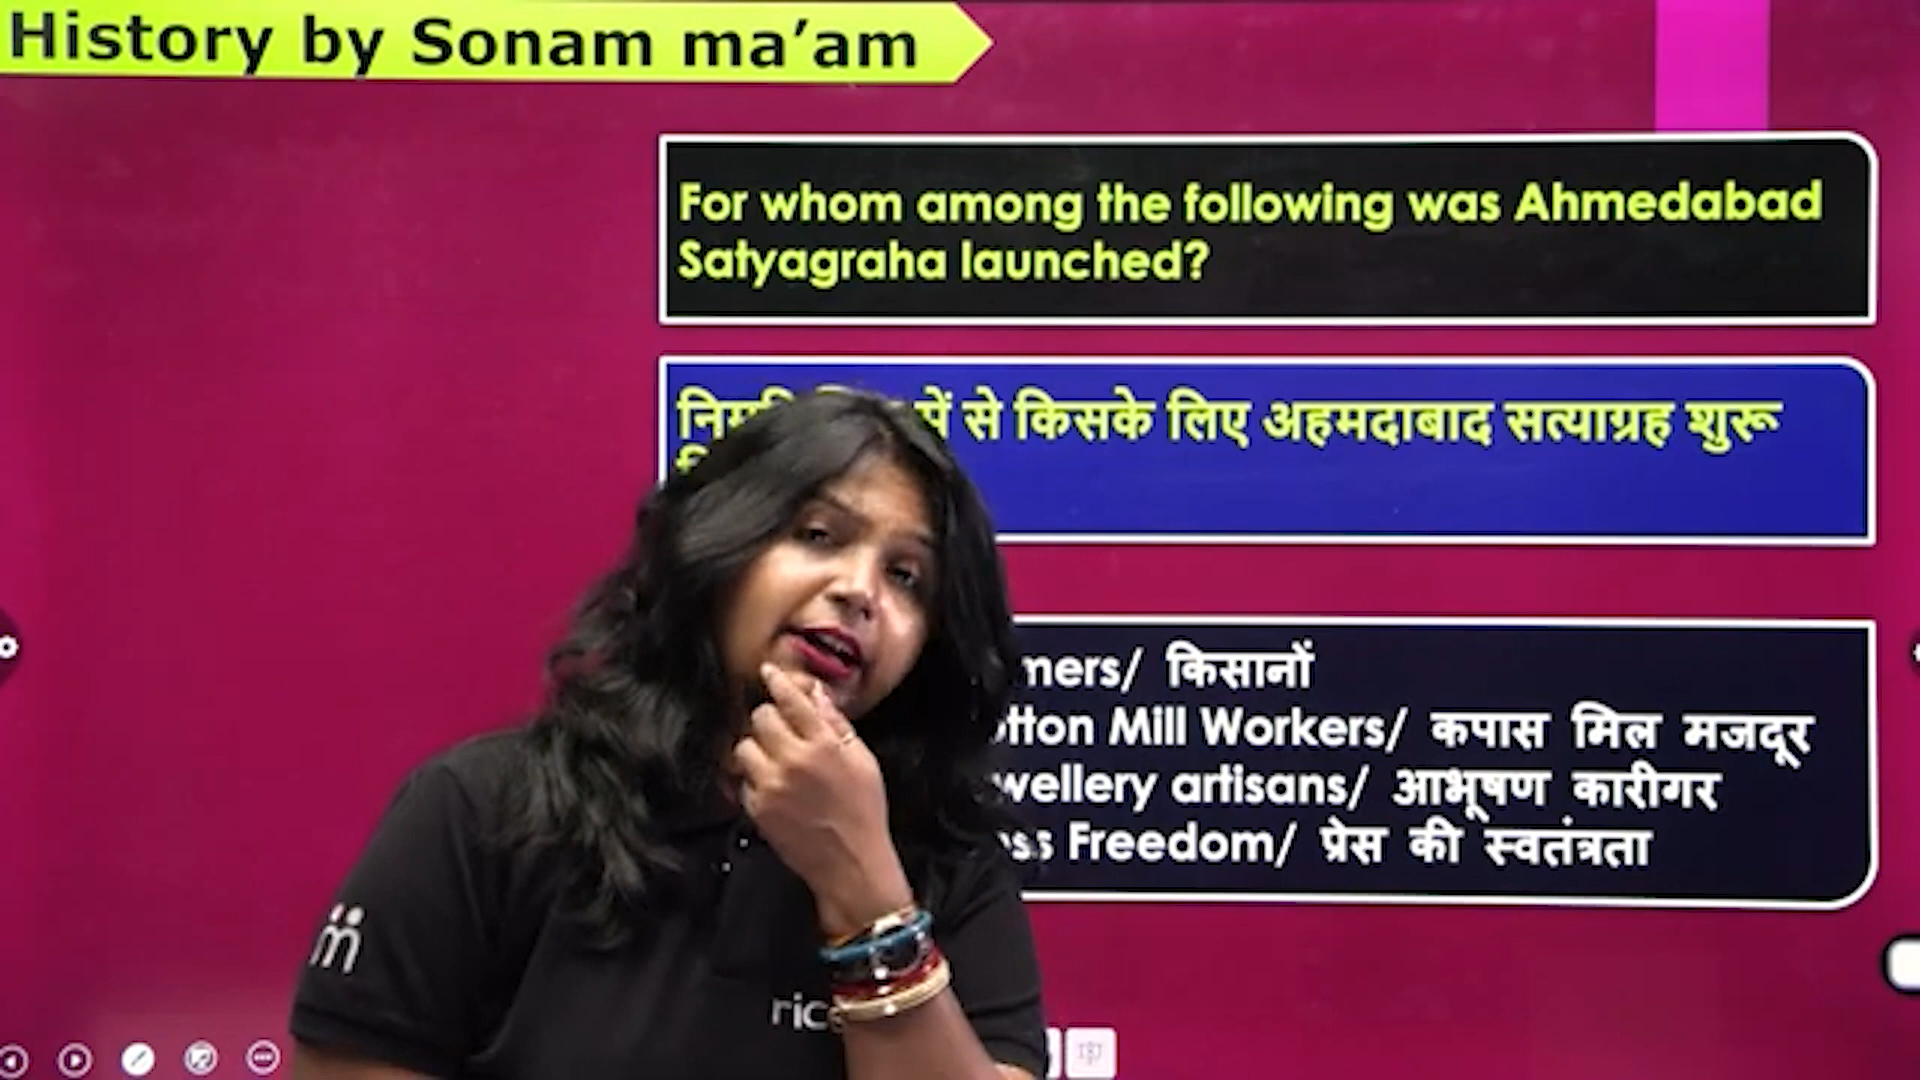 History by Sonam ma’am
For whom among the following was Ahmedabad
Satyagraha launched?
में से किसके लिए अहमदाबाद सत्याग्रह शुरू
mers/ किसानों
tton Mill Workers/ कपास मिल मजदूर
wellery artisans/ आभूषण कारीगर
ss Freedom/ प्रेस की स्वतंत्रता